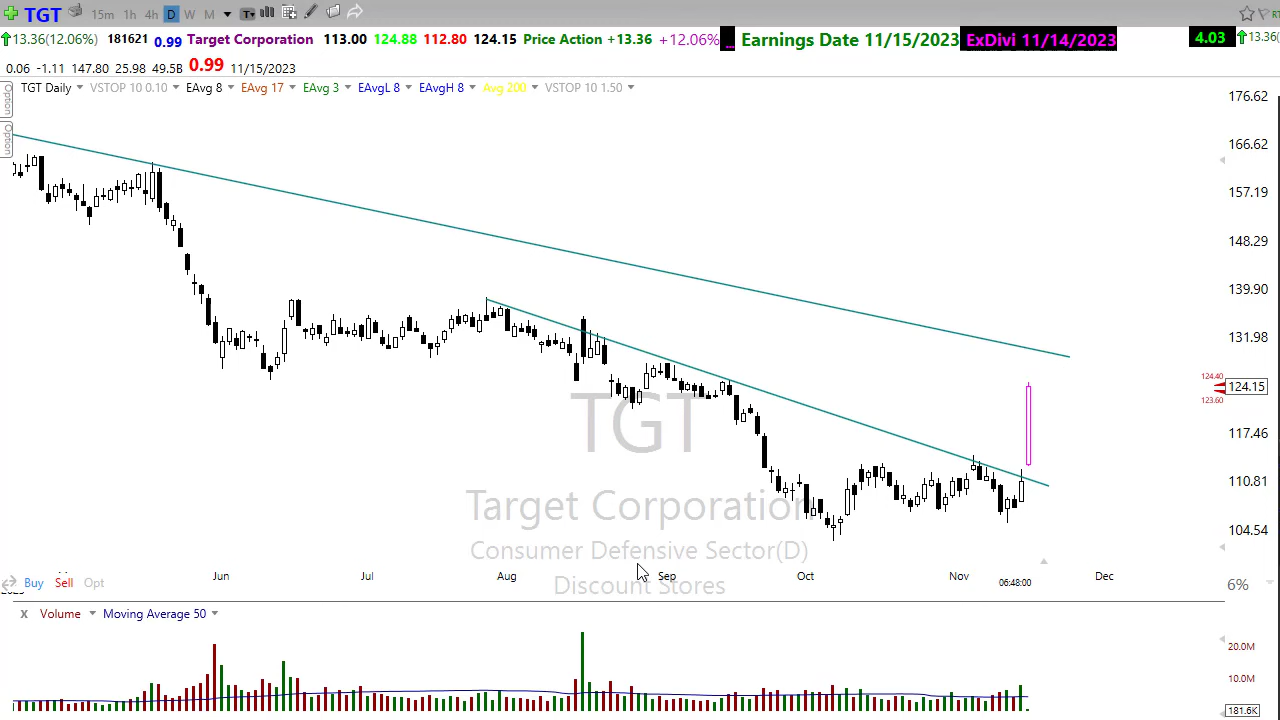 TGT 15m 1h 4h D W M
13.36(12.06%) 181621 0.99 Target Corporation 113.00 124.88 112.80 124.15 Price Action +13.36 +12.06% ... Earnings Date 11/15/2023 ExDivi 11/14/2023 4.03 13.36(
0.06 -1.11 147.80 25.98 49.5B 0.99 11/15/2023
TGT Daily VSTOP 10 0.10 EAvg 8 EAvg 17 EAvg 3 EAvgL 8 EAvgH 8 Avg 200 VSTOP 10 1.50
Option
Option
176.62
166.62
157.19
148.29
139.90
131.98
124.40
124.15
123.60
117.46
110.81
104.54
TGT
Target Corporation
Consumer Defensive Sector(D)
Discount Stores
Jun Jul Aug Sep Oct Nov Dec
06:48:00
Buy Sell Opt
6%
X Volume Moving Average 50
20.0M
10.0M
181.6K